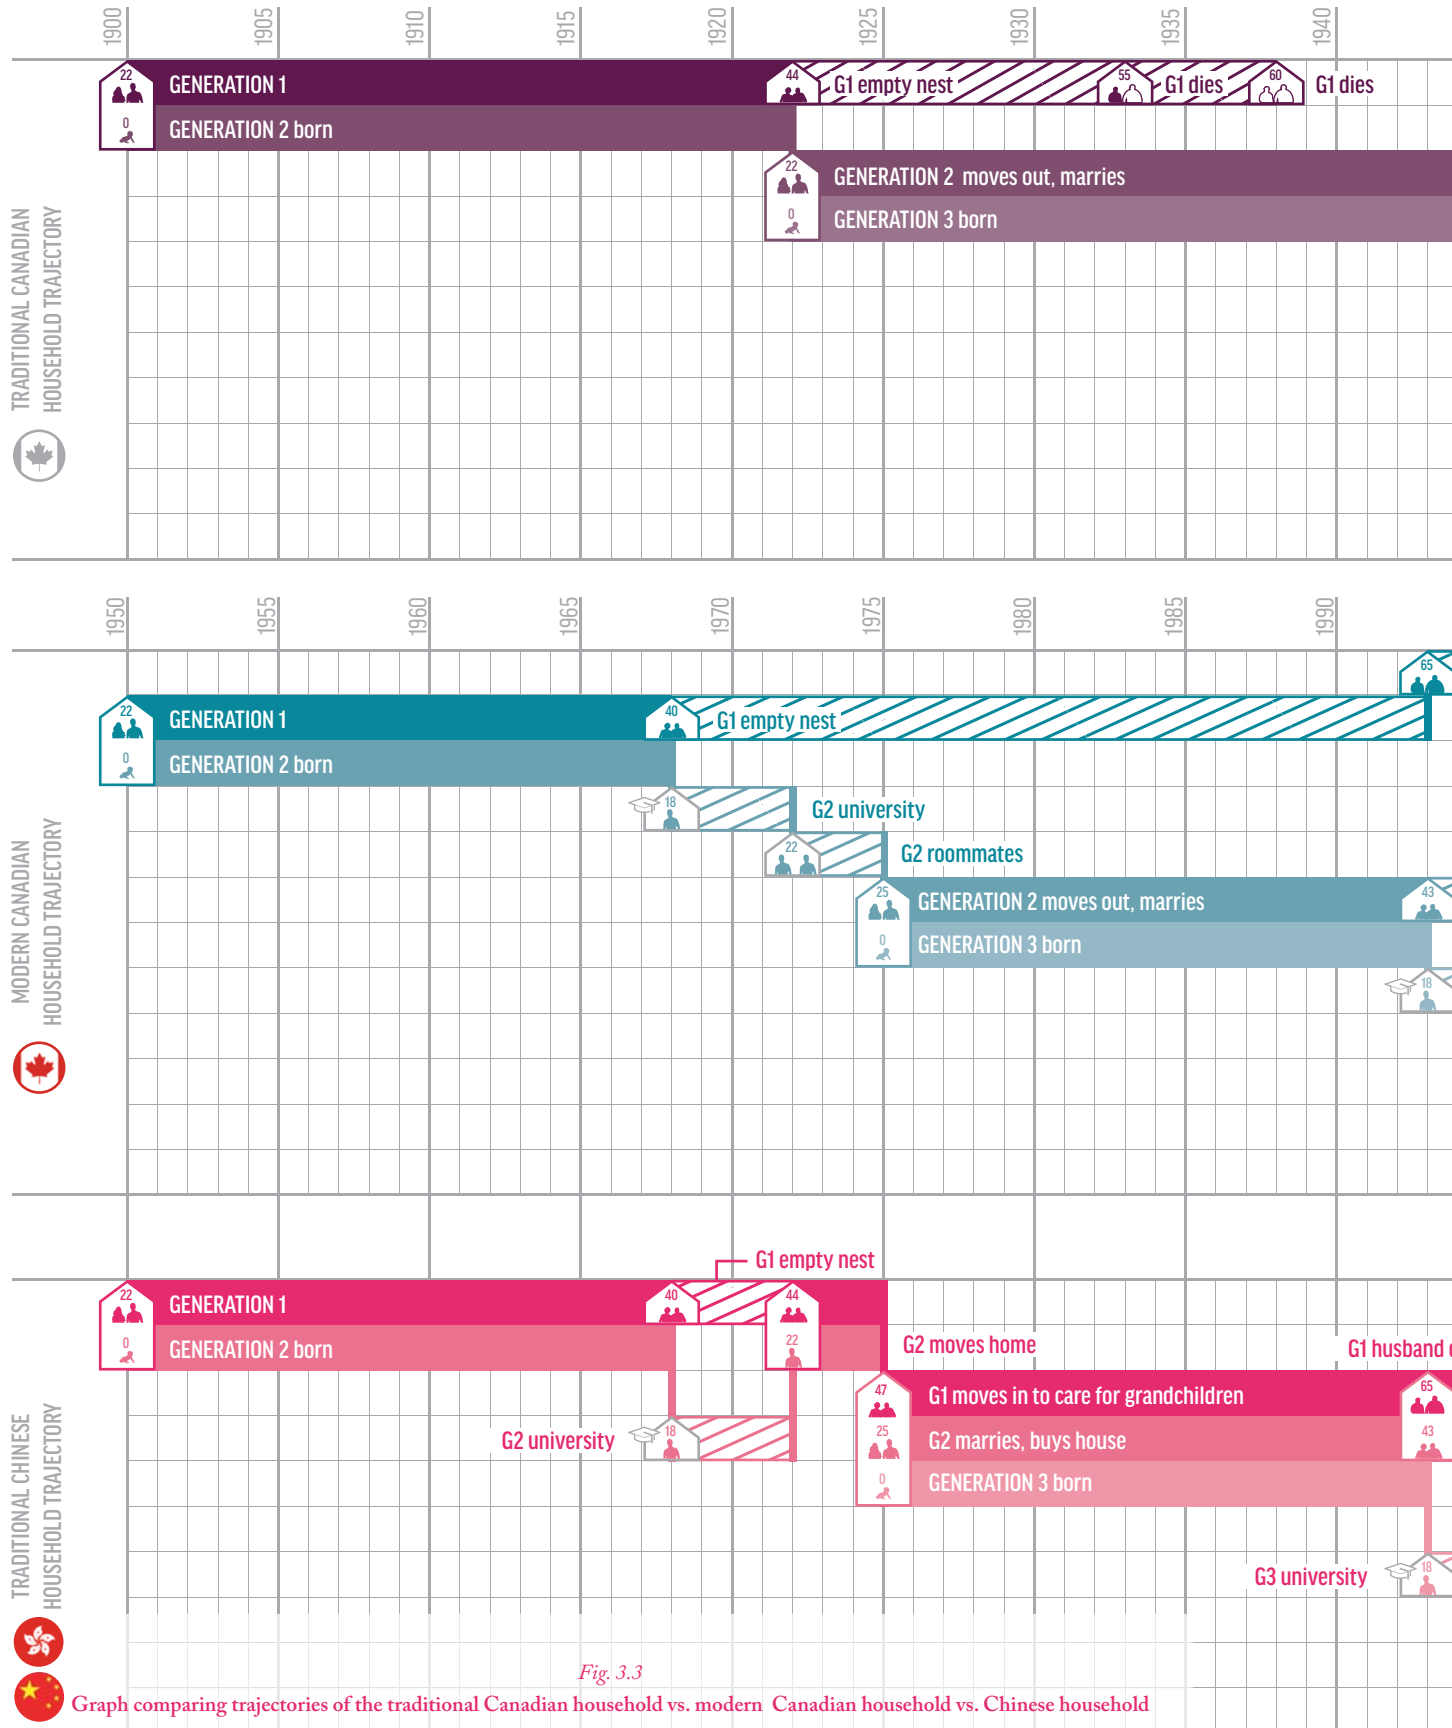 1900 1905 1910 1915 1920 1925 1930 1935 1940
TRADITIONAL CANADIAN
HOUSEHOLD TRAJECTORY
22 GENERATION 1 44 G1 empty nest 55 G1 dies 60 G1 dies
0 GENERATION 2 born
22 GENERATION 2 moves out, marries
0 GENERATION 3 born
1950 1955 1960 1965 1970 1975 1980 1985 1990
MODERN CANADIAN
HOUSEHOLD TRAJECTORY
65
22 GENERATION 1 40 G1 empty nest
0 GENERATION 2 born
18 G2 university
22 G2 roommates
25 GENERATION 2 moves out, marries 43
0 GENERATION 3 born
18
TRADITIONAL CHINESE
HOUSEHOLD TRAJECTORY
G1 empty nest
22 GENERATION 1 40 44
0 GENERATION 2 born 22 G2 moves home G1 husband
47 G1 moves in to care for grandchildren 65
G2 university 18 25 G2 marries, buys house 43
0 GENERATION 3 born
G3 university 18
Fig. 3.3
Graph comparing trajectories of the traditional Canadian household vs. modern Canadian household vs. Chinese household